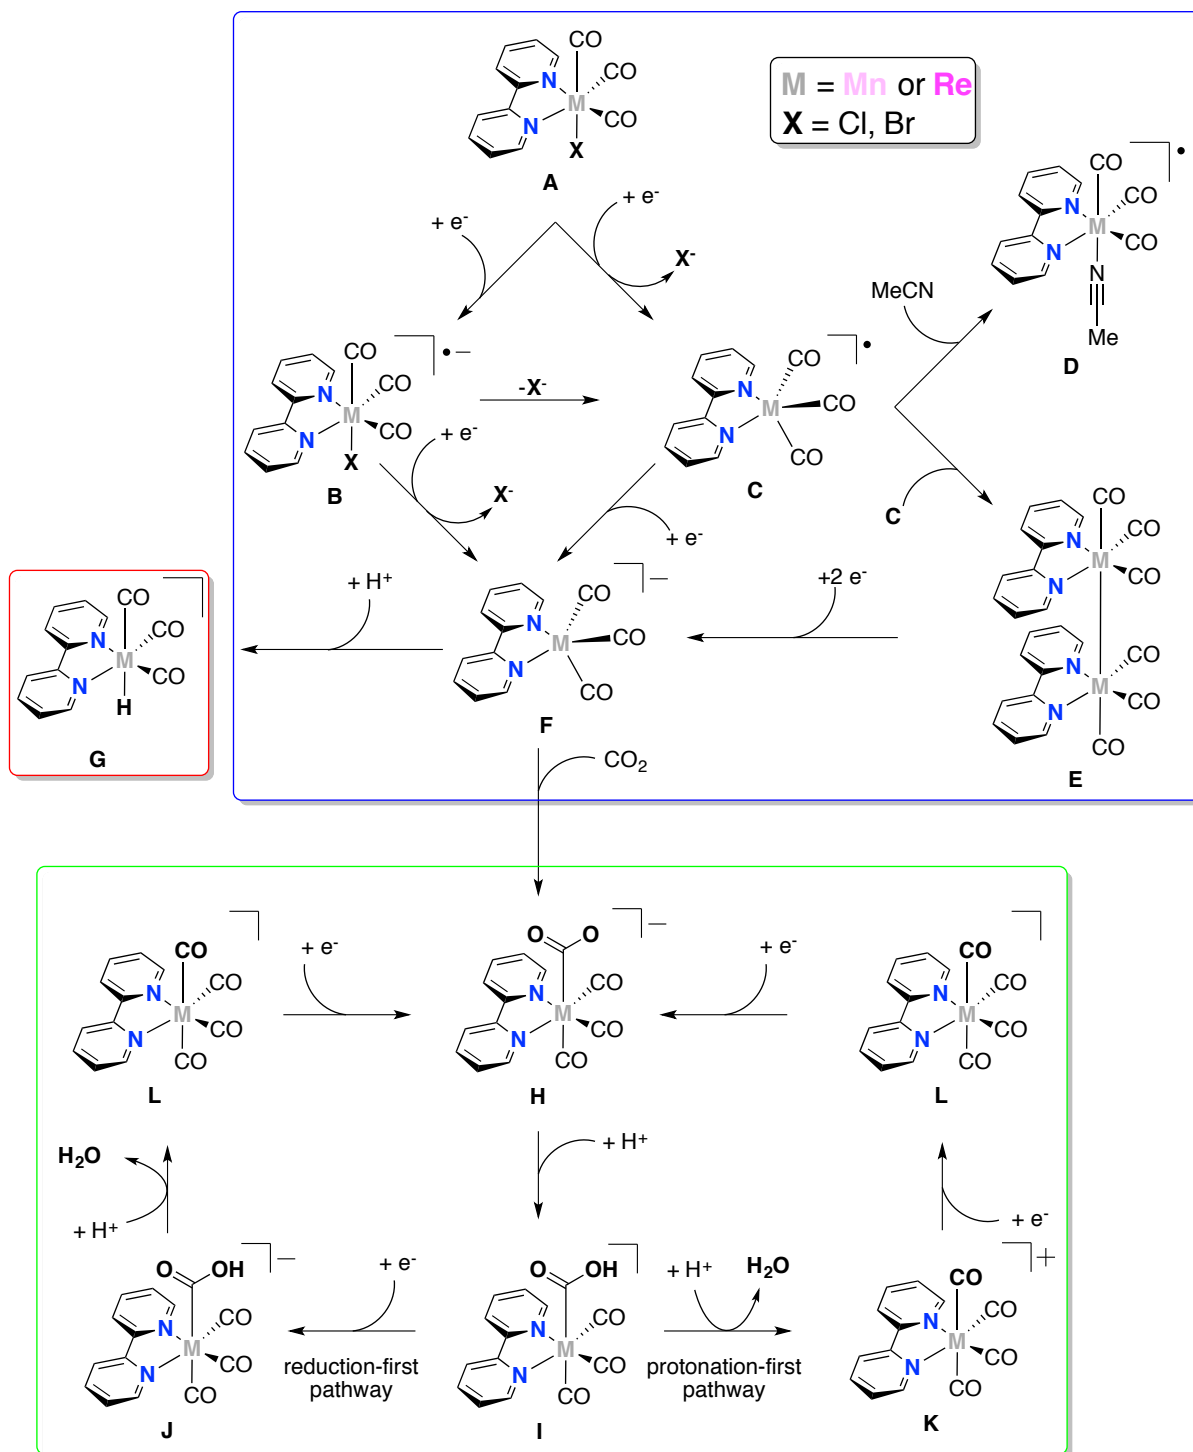 CO
CO
N
M
N
CO
X
A
M = Mn or Re
X = Cl, Br
+ e-
+ e-
X-
MeCN
CO
CO
N
M
N
CO
N
Me
D
CO
CO
N
M
N
CO
X
B
-X-
+ e-
X-
CO
N
M
CO
N
CO
C
+ e-
C
CO
CO
N
M
N
CO
N
CO
M
N
CO
CO
E
+2 e-
+ H+
CO
N
M
CO
N
CO
F
CO
CO
N
M
N
CO
H
G
CO2
CO
CO
N
M
N
CO
CO
L
+ e-
O
O
CO
N
M
N
CO
CO
H
+ e-
CO
CO
N
M
N
CO
CO
L
H2O
+ H+
+ H+
+ e-
O
OH
CO
N
M
N
CO
CO
J
+ e-
reduction-first
pathway
O
OH
CO
N
M
N
CO
CO
I
+ H+
H2O
protonation-first
pathway
+
CO
CO
N
M
N
CO
CO
K